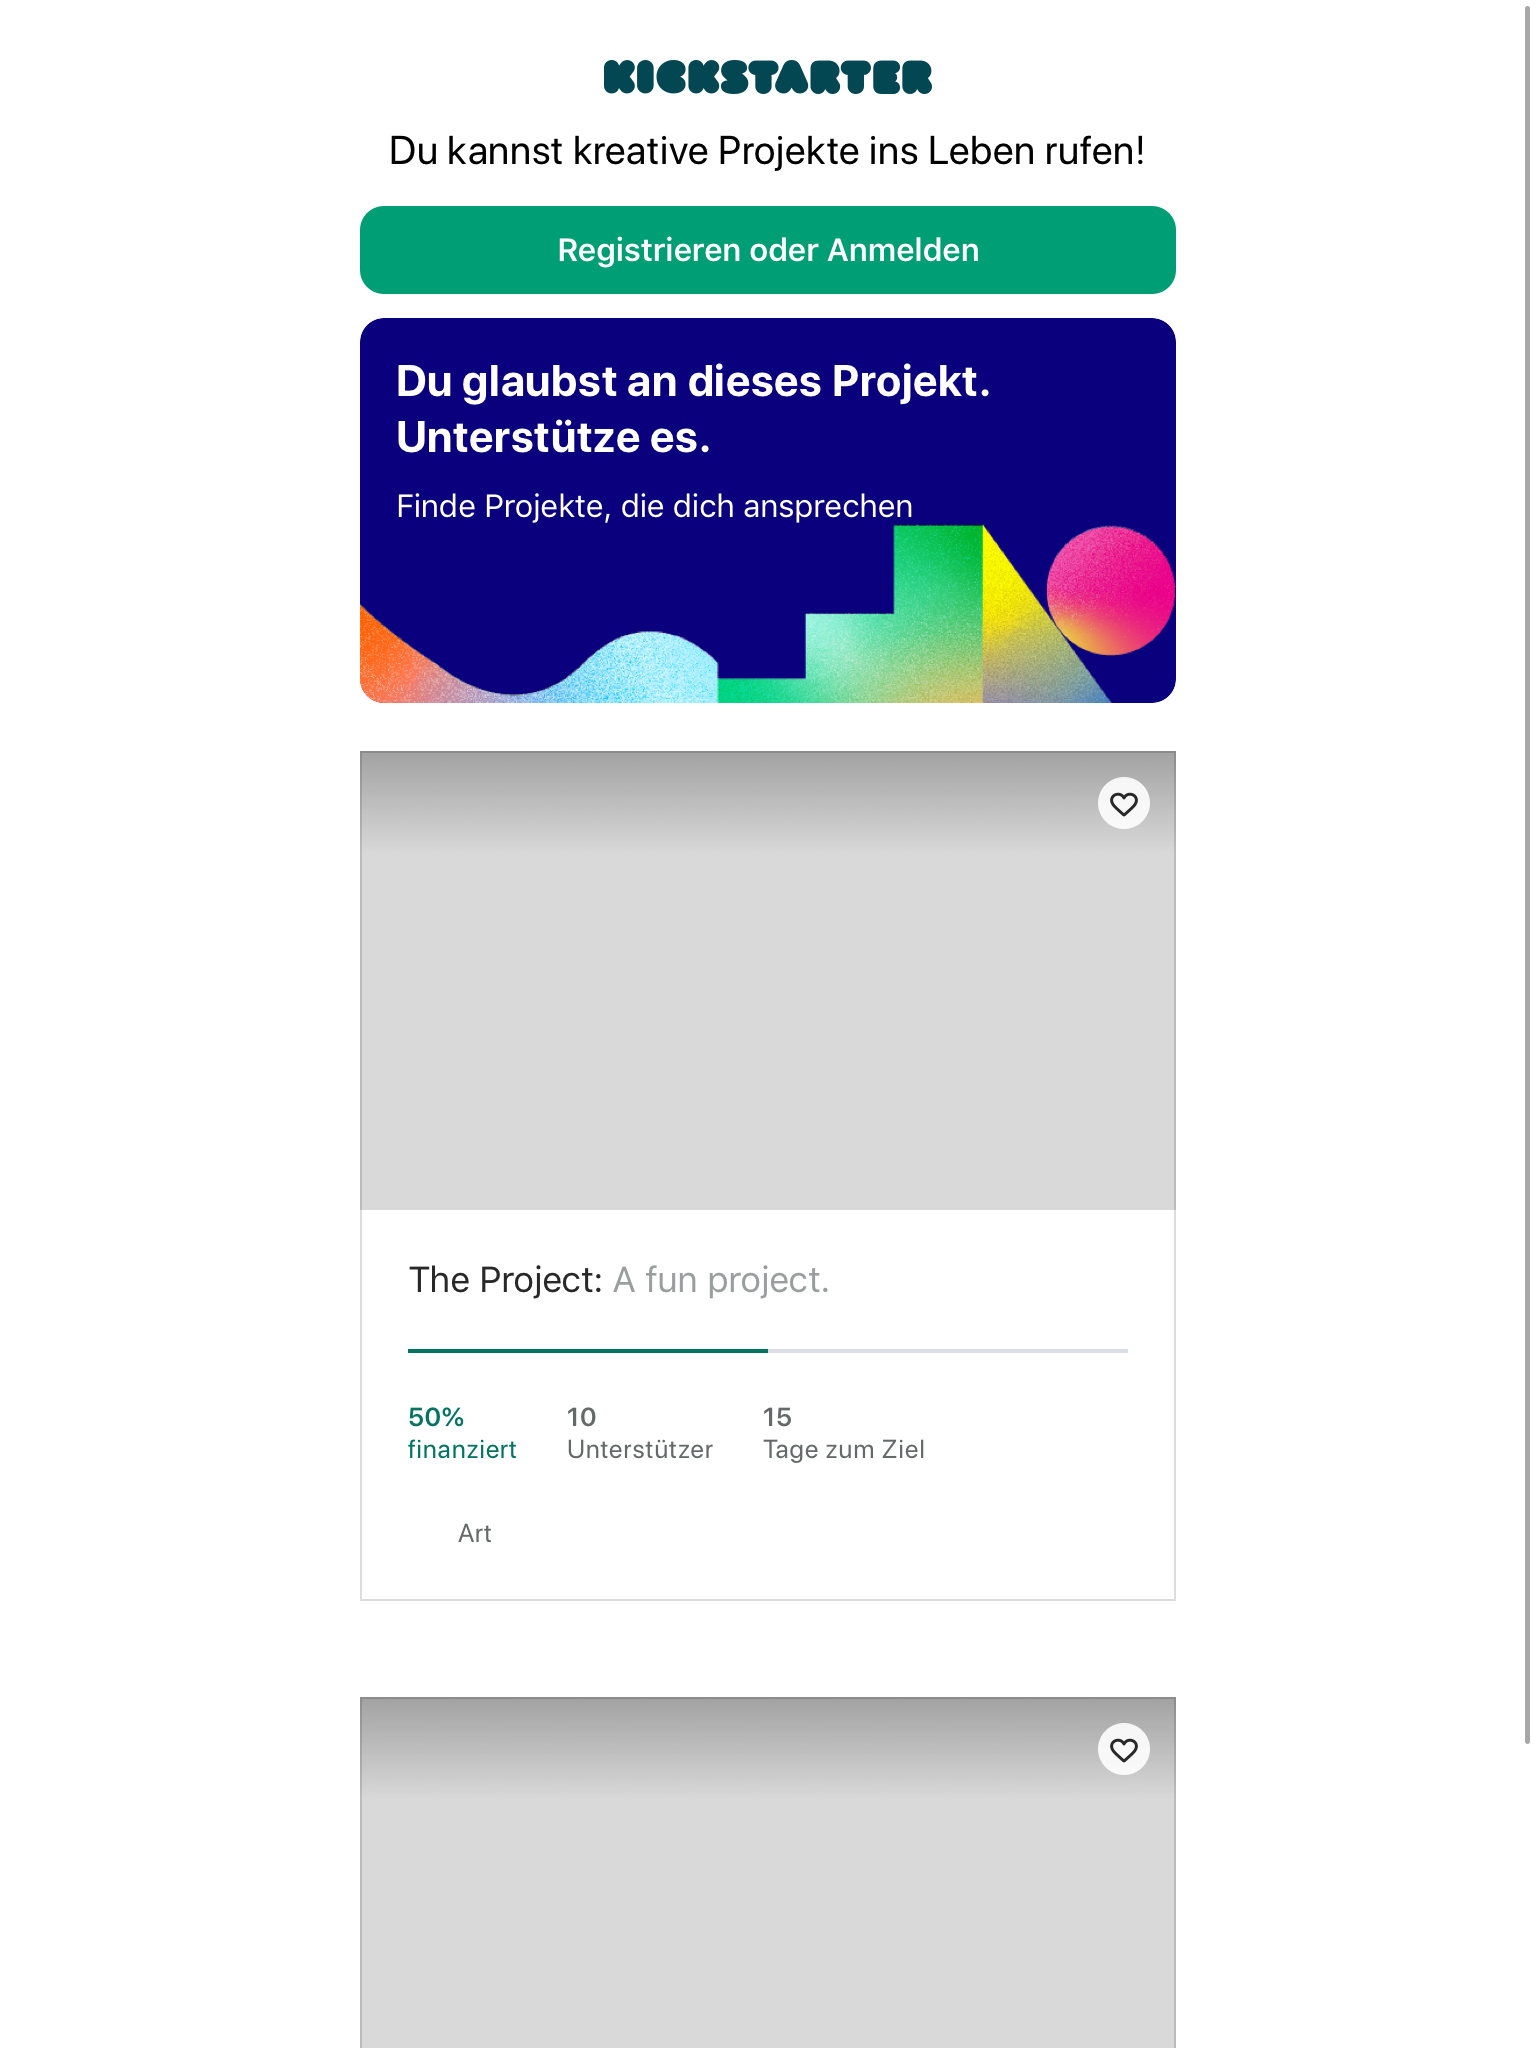 KICKSTARTER
Du kannst kreative Projekte ins Leben rufen!
Registrieren oder Anmelden
Du glaubst an dieses Projekt.
Unterstütze es.
Finde Projekte, die dich ansprechen
The Project: A fun project.
50% 10 15
finanziert Unterstützer Tage zum Ziel
Art